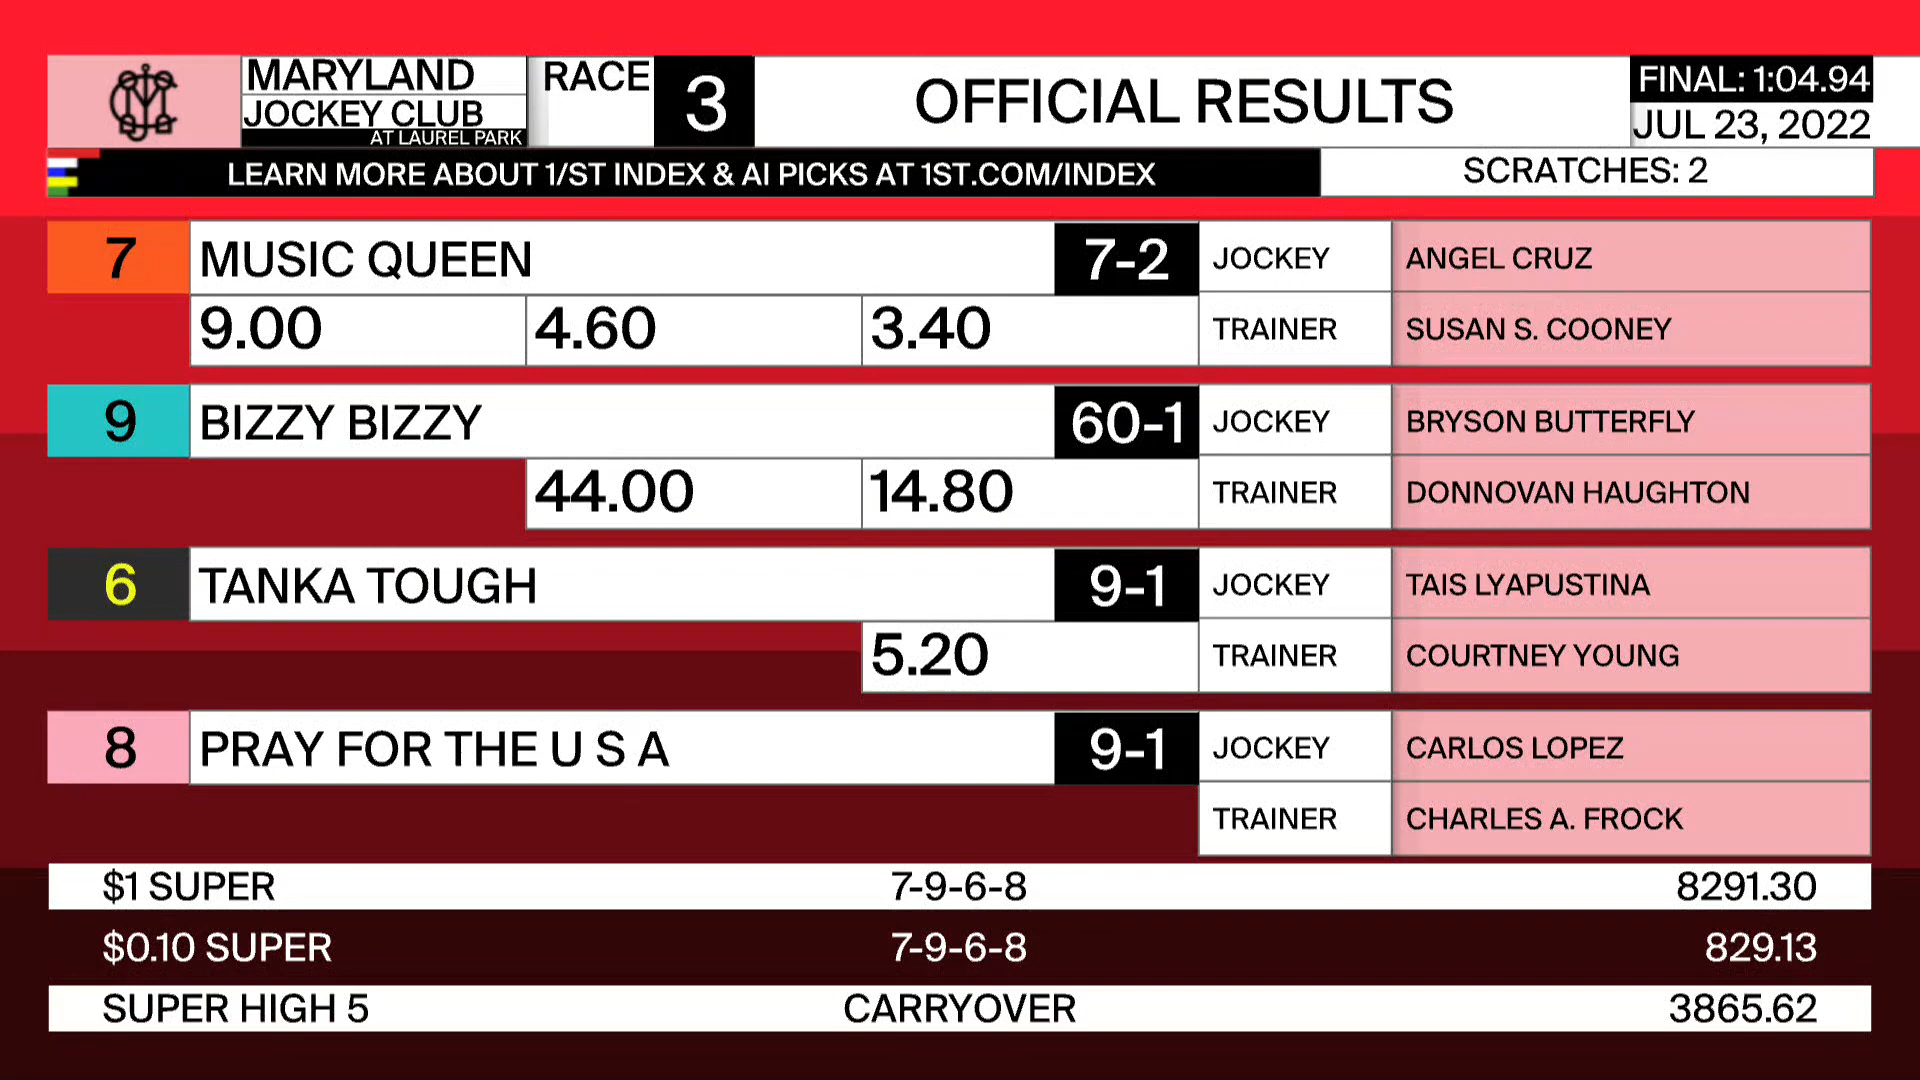 MARYLAND
JOCKEY CLUB
AT LAUREL PARK
RACE 3
OFFICIAL RESULTS
FINAL: 1:04.94
JUL 23, 2022
LEARN MORE ABOUT 1/ST INDEX & AI PICKS AT 1ST.COM/INDEX
SCRATCHES: 2
7 MUSIC QUEEN 7-2 JOCKEY ANGEL CRUZ
9.00 4.60 3.40 TRAINER SUSAN S. COONEY
9 BIZZY BIZZY 60-1 JOCKEY BRYSON BUTTERFLY
44.00 14.80 TRAINER DONNOVAN HAUGHTON
6 TANKA TOUGH 9-1 JOCKEY TAIS LYAPUSTINA
5.20 TRAINER COURTNEY YOUNG
8 PRAY FOR THE U S A 9-1 JOCKEY CARLOS LOPEZ
TRAINER CHARLES A. FROCK
$1 SUPER 7-9-6-8 8291.30
$0.10 SUPER 7-9-6-8 829.13
SUPER HIGH 5 CARRYOVER 3865.62